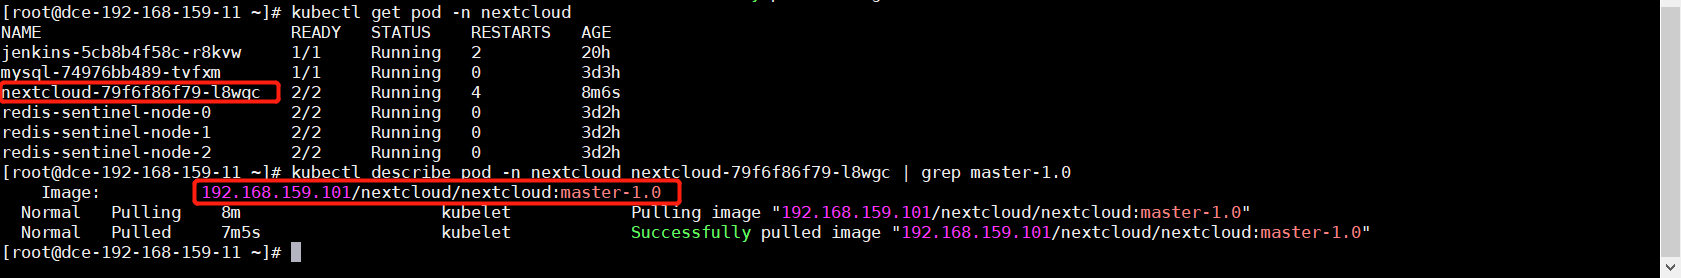 [root@dce-192-168-159-11 ~]# kubectl get pod -n nextcloud
NAME READY STATUS RESTARTS AGE
jenkins-5cb8b4f58c-r8kvw 1/1 Running 2 20h
mysql-74976bb489-tvfxm 1/1 Running 0 3d3h
nextcloud-79f6f86f79-l8wgc 2/2 Running 4 8m6s
redis-sentinel-node-0 2/2 Running 0 3d2h
redis-sentinel-node-1 2/2 Running 0 3d2h
redis-sentinel-node-2 2/2 Running 0 3d2h
[root@dce-192-168-159-11 ~]# kubectl describe pod -n nextcloud nextcloud-79f6f86f79-l8wgc | grep master-1.0
Image: 192.168.159.101/nextcloud/nextcloud:master-1.0
Normal Pulling 8m kubelet Pulling image "192.168.159.101/nextcloud/nextcloud:master-1.0"
Normal Pulled 7m5s kubelet Successfully pulled image "192.168.159.101/nextcloud/nextcloud:master-1.0"
[root@dce-192-168-159-11 ~]#